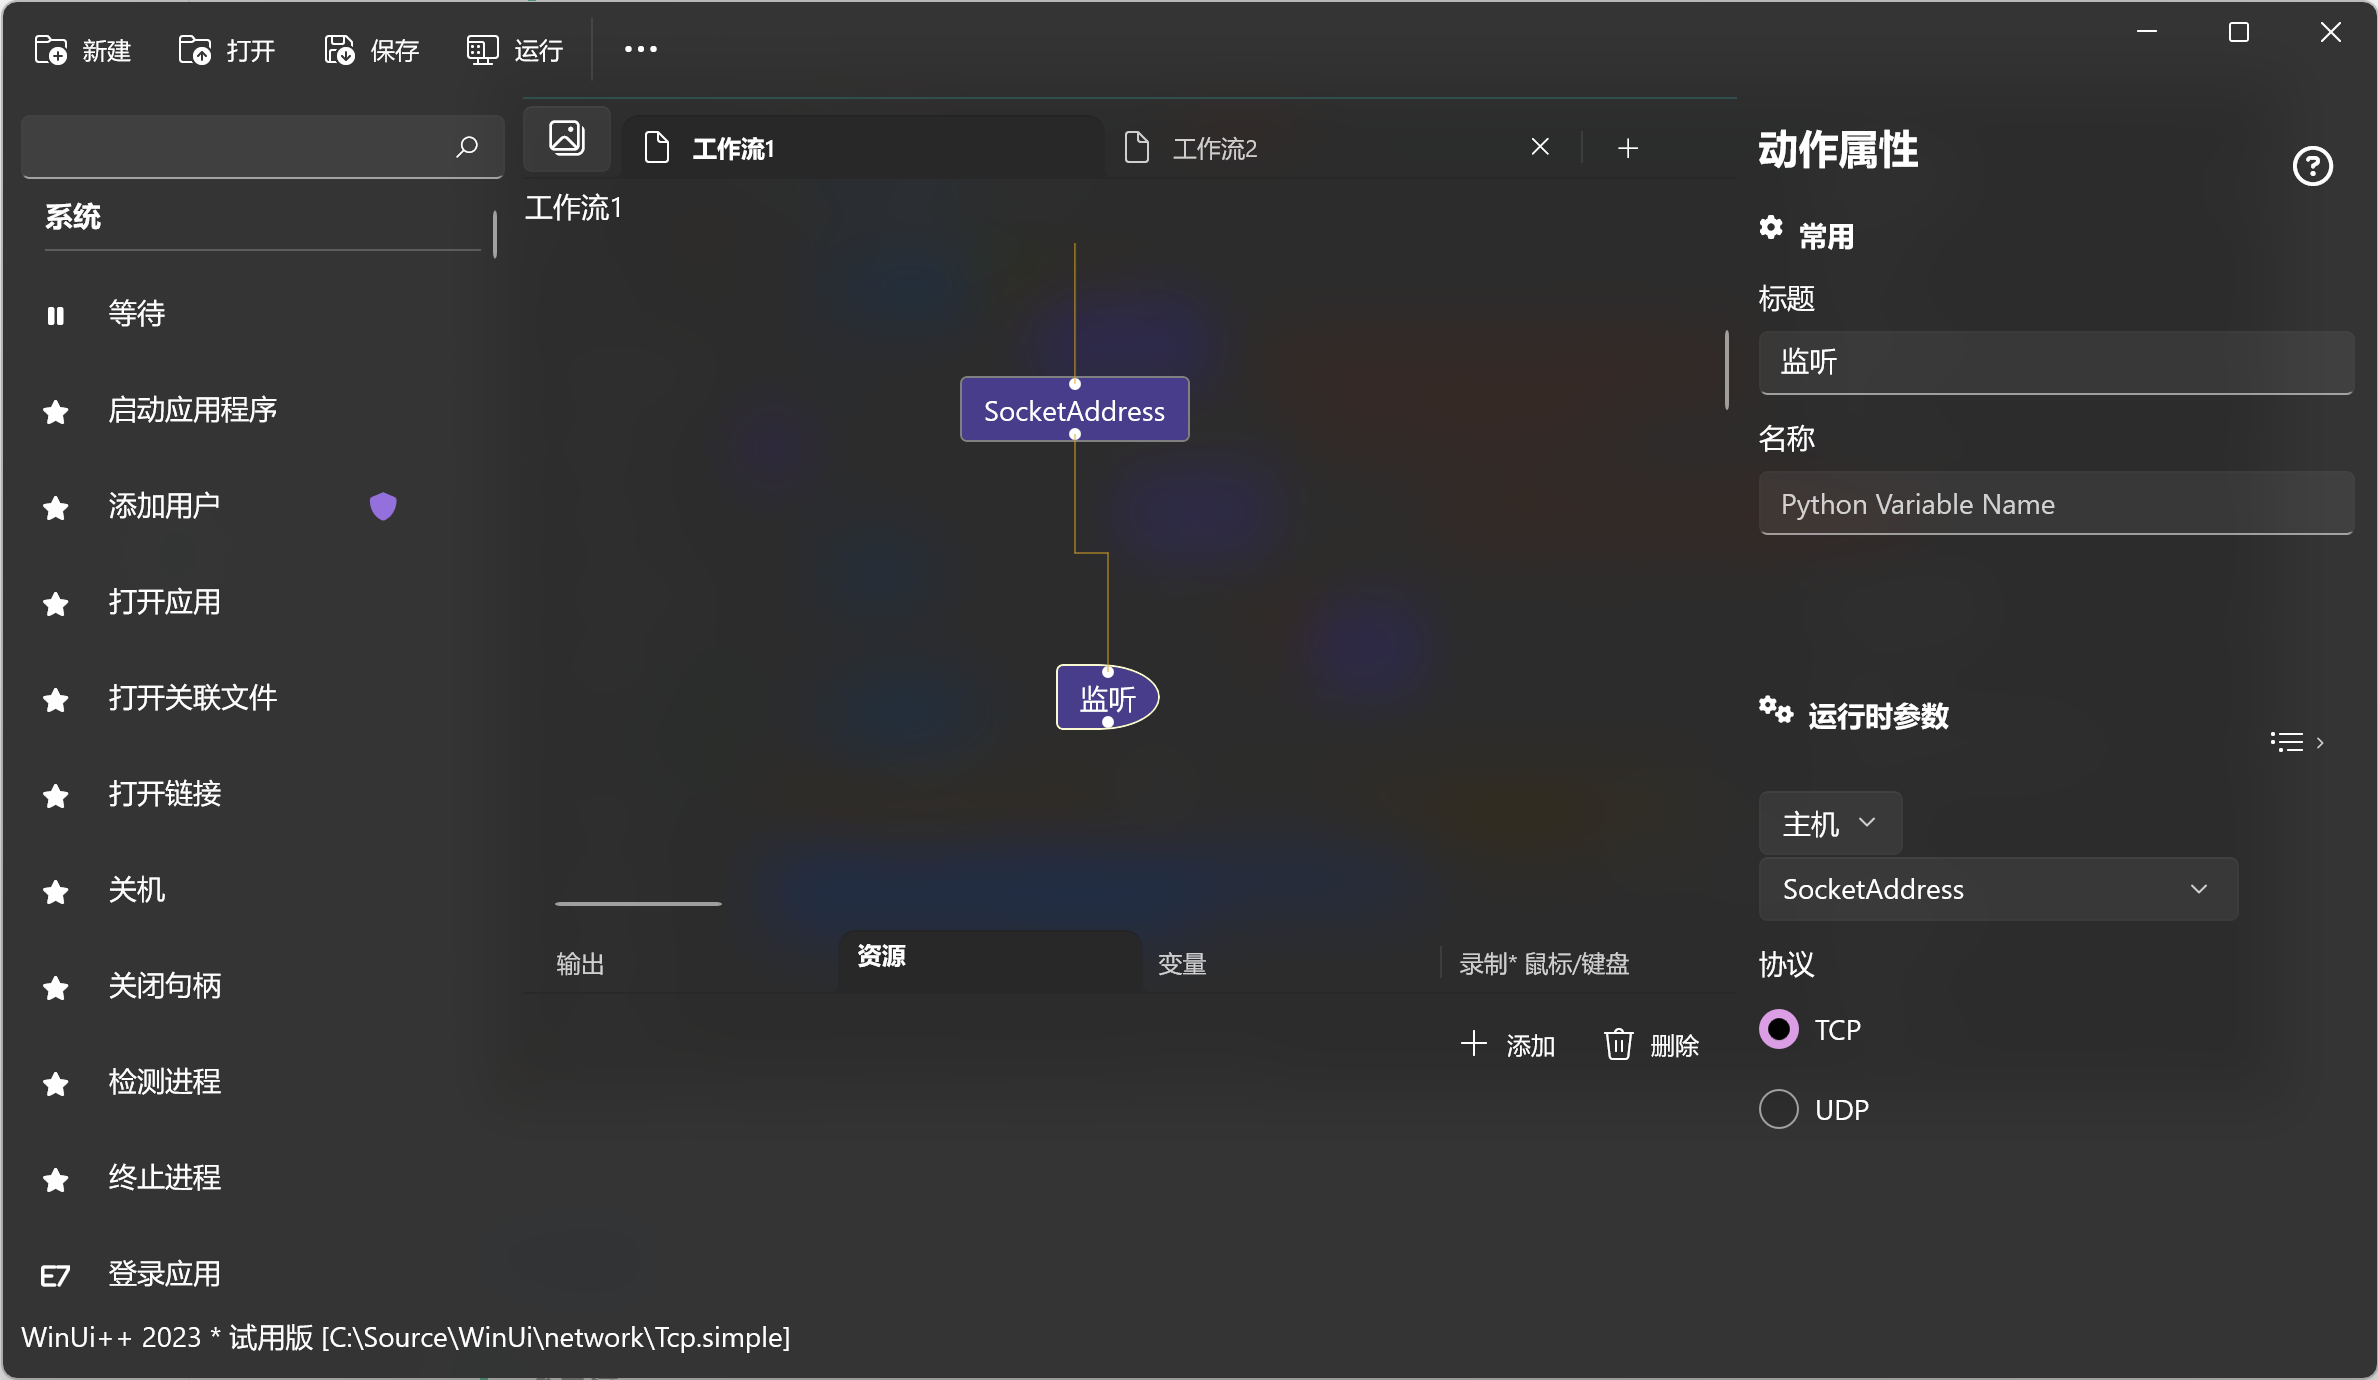 新建 打开 保存 运行
工作流1 工作流2
系统
等待
启动应用程序
添加用户
打开应用
打开关联文件
打开链接
关机
关闭句柄
检测进程
终止进程
E7 登录应用
工作流1
SocketAddress
监听
输出 资源 变量 录制* 鼠标/键盘
添加 删除
动作属性
常用
标题
监听
名称
Python Variable Name
运行时参数
主机
SocketAddress
协议
TCP
UDP
WinUi++ 2023 * 试用版 [C:\Source\WinUi\network\Tcp.simple]